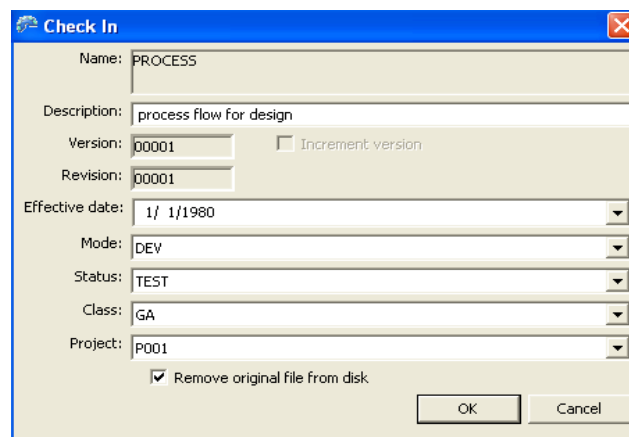 Check In
Name: PROCESS
Description: process flow for design
Version: 00001 Increment version
Revision: 00001
Effective date: 1/ 1/1980
Mode: DEV
Status: TEST
Class: GA
Project: P001
Remove original file from disk
OK Cancel